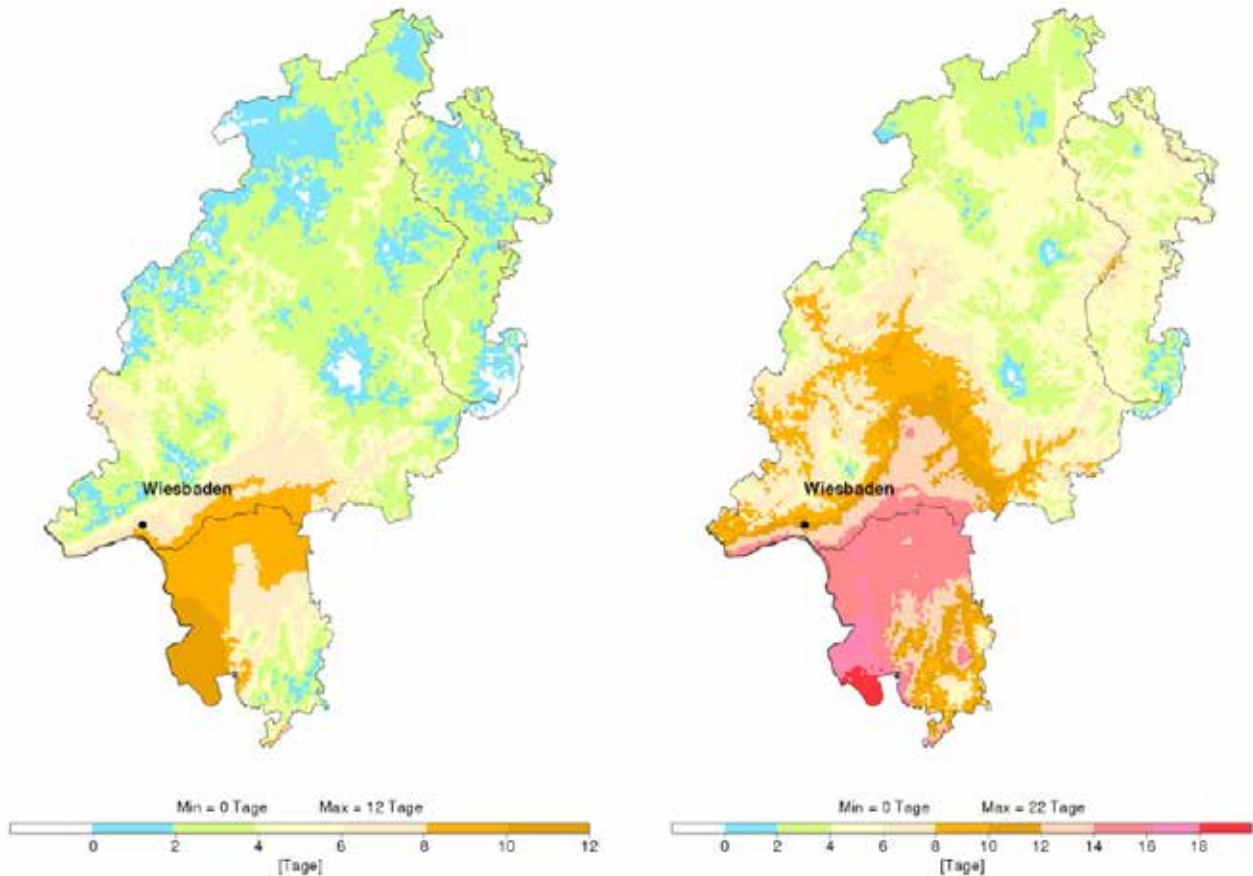 Wiesbaden
Wiesbaden
Min = 0 Tage Max = 12 Tage
0 2 4 6 8 10 12
[Tage]
Min = 0 Tage Max = 22 Tage
0 2 4 6 8 10 12 14 16 18
[Tage]